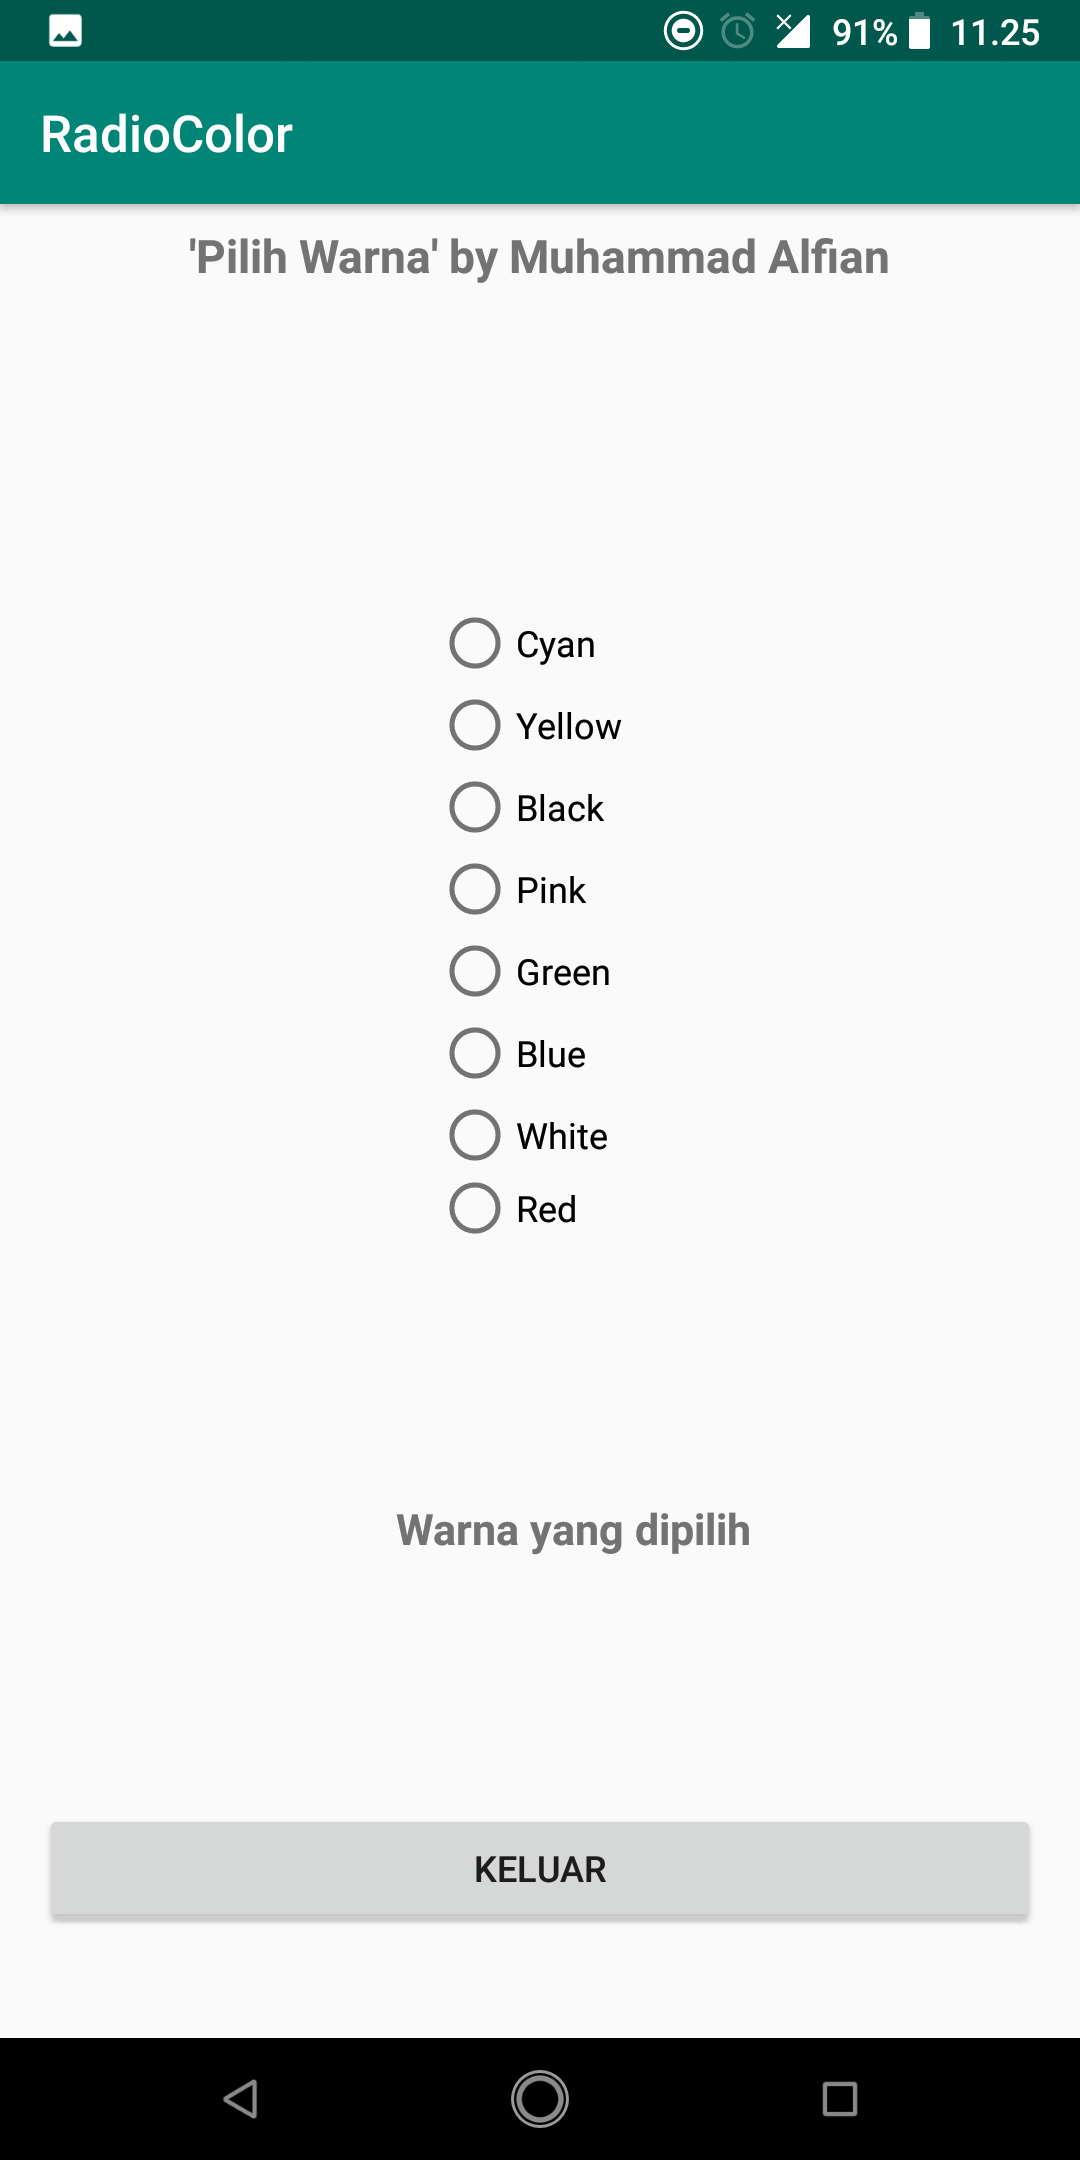 91% 11.25
RadioColor
'Pilih Warna' by Muhammad Alfian
Cyan
Yellow
Black
Pink
Green
Blue
White
Red
Warna yang dipilih
KELUAR